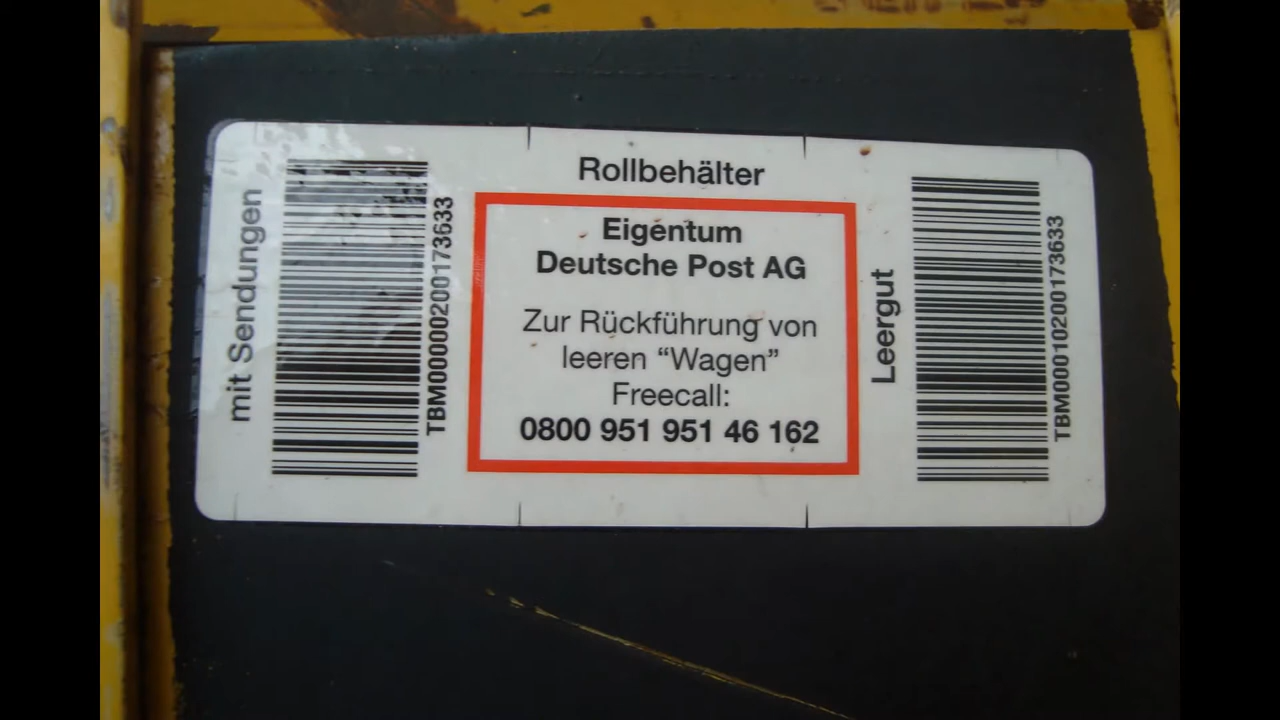 mit Sendungen
TBM00000200173633
Rollbehälter
Eigentum
Deutsche Post AG
Zur Rückführung von
leeren “Wagen”
Freecall:
0800 951 951 46 162
Leergut
TBM00010200173633